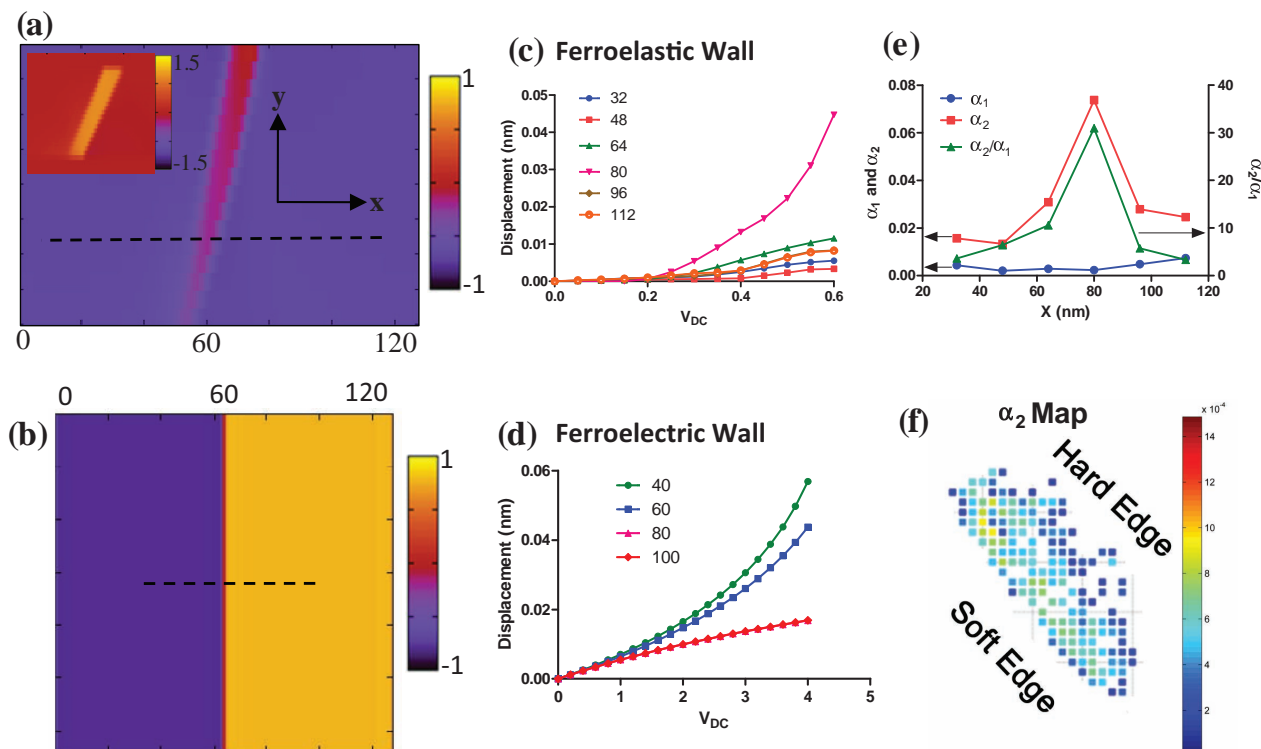 (a)
1.5
-1.5
y
x
0
60
120
1
-1
(b)
0
60
120
1
-1
(c) Ferroelastic Wall
Displacement (nm)
0.05
0.04
0.03
0.02
0.01
0.00
32
48
64
80
96
112
0.0 0.2 0.4 0.6
V_DC
(d) Ferroelectric Wall
Displacement (nm)
0.06
0.04
0.02
0.00
40
60
80
100
0 1 2 3 4 5
V_DC
(e)
α₁ and α₂
0.08
0.06
0.04
0.02
0.00
α₁
α₂
α₂/α₁
40
30
20
10
0
α₂/α₁
20 40 60 80 100 120
X (nm)
(f)
α₂ Map
Hard Edge
Soft Edge
x 10⁻⁴
14
12
10
8
6
4
2